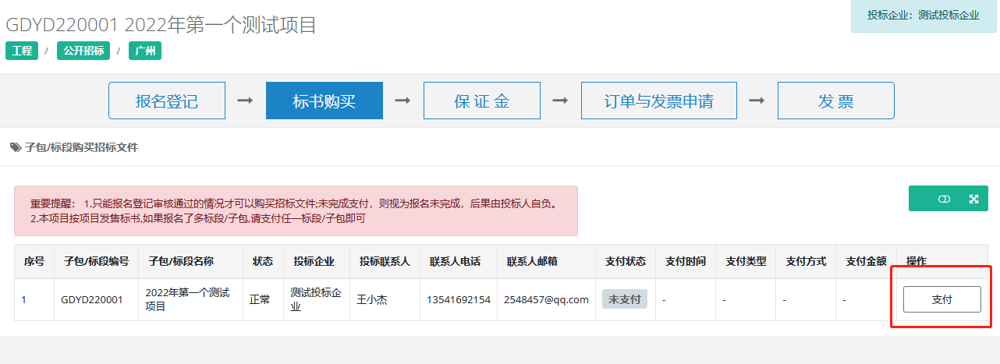 投标企业：测试投标企业
GDYD220001 2022年第一个测试项目
工程 / 公开招标 / 广州
报名登记 标书购买 保 证 金 订单与发票申请 发 票
子包/标段购买招标文件
重要提醒： 1.只能报名登记审核通过的情况才可以购买招标文件;未完成支付，则视为报名未完成，后果由投标人自负。
2.本项目按项目发售标书,如果报名了多标段/子包,请支付任一标段/子包即可
序号 子包/标段编号 子包/标段名称 状态 投标企业 投标联系人 联系人电话 联系人邮箱 支付状态 支付时间 支付类型 支付方式 支付金额 操作
1 GDYD220001 2022年第一个测试项目 正常 测试投标企业 王小杰 13541692154 2548457@qq.com 未支付 - - - - 支付